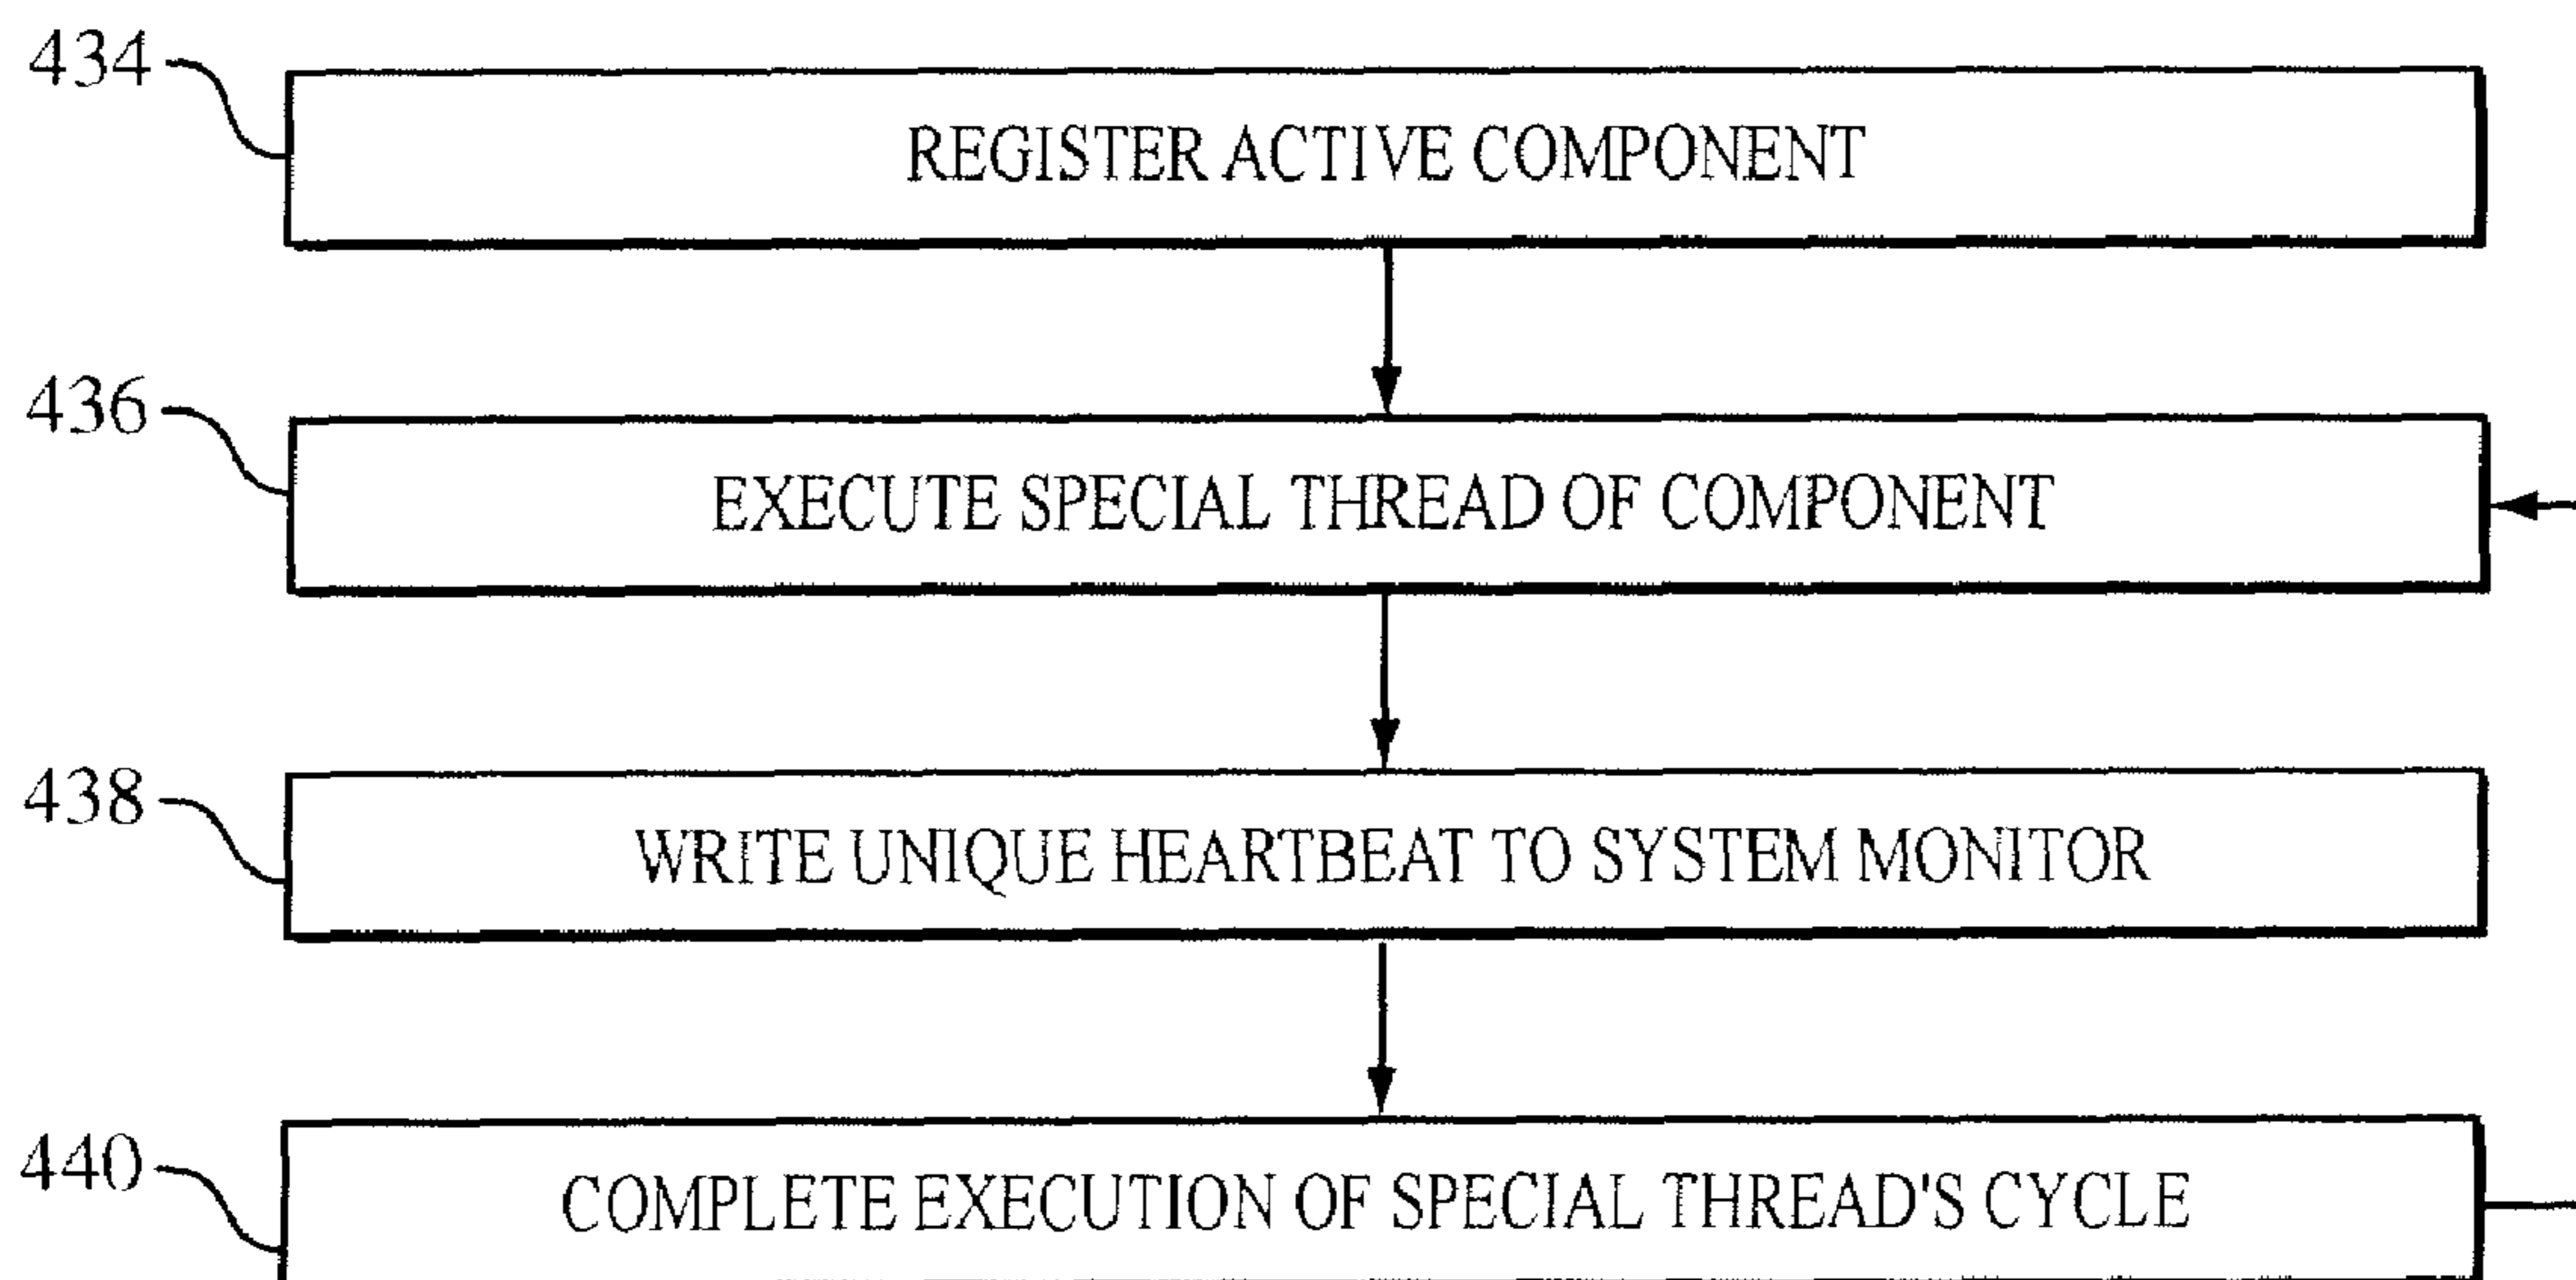 434
REGISTER ACTIVE COMPONENT
436
EXECUTE SPECIAL THREAD OF COMPONENT
438
WRITE UNIQUE HEARTBEAT TO SYSTEM MONITOR
440
COMPLETE EXECUTION OF SPECIAL THREAD'S CYCLE